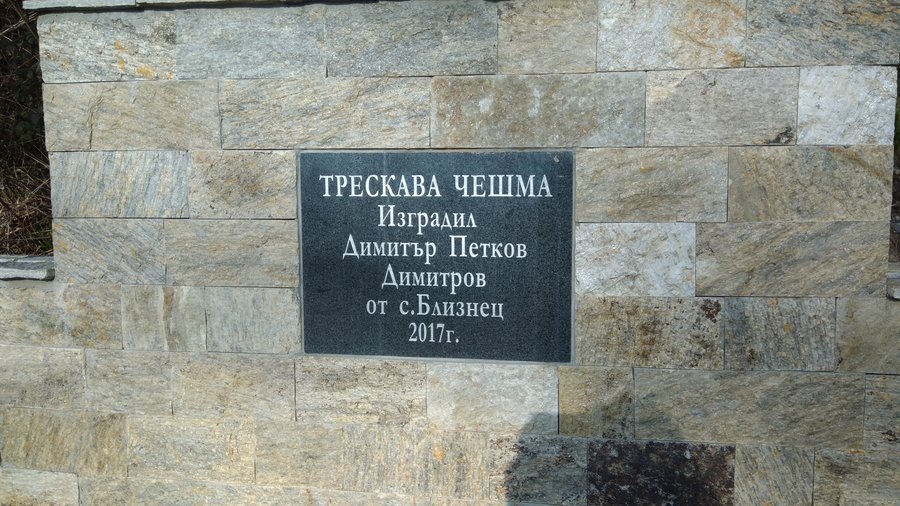 ТРЕСКАВА ЧЕШМА
Изградил
Димитър Петков
Димитров
от с.Близнец
2017г.